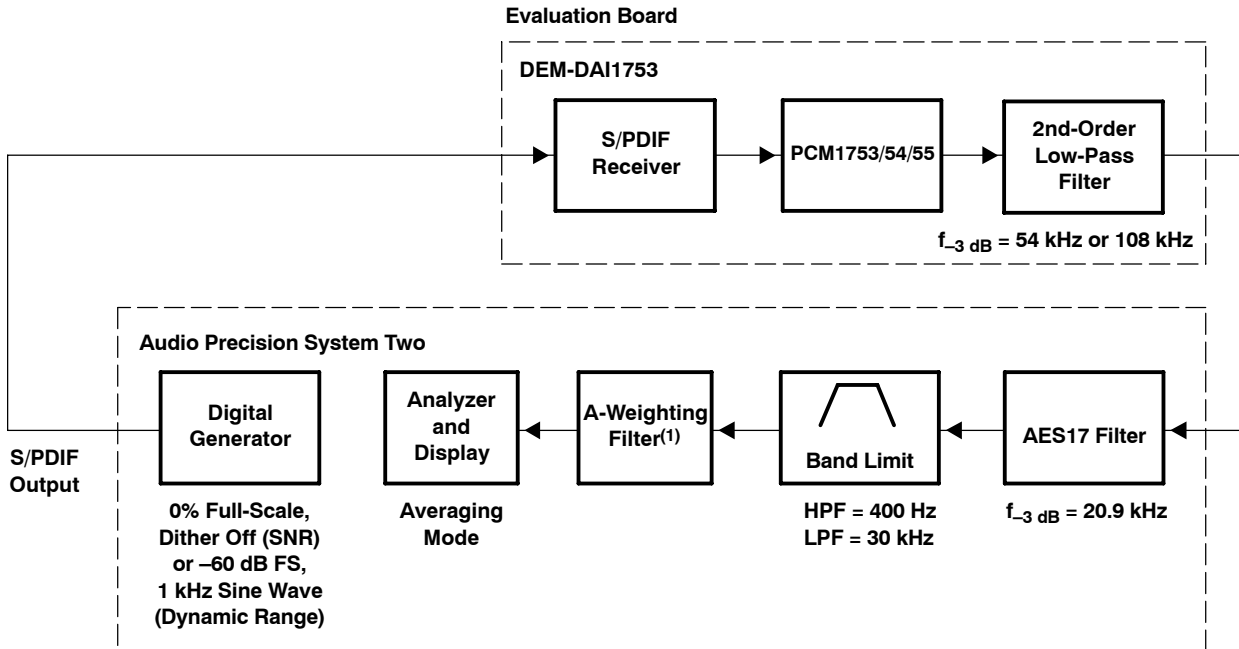 Evaluation Board
DEM-DAI1753
S/PDIF
Receiver
PCM1753/54/55
2nd-Order
Low-Pass
Filter
f–3 dB = 54 kHz or 108 kHz
Audio Precision System Two
Digital
Generator
Analyzer
and
Display
A-Weighting
Filter(1)
Band Limit
AES17 Filter
S/PDIF
Output
0% Full-Scale,
Dither Off (SNR)
or –60 dB FS,
1 kHz Sine Wave
(Dynamic Range)
Averaging
Mode
HPF = 400 Hz
LPF = 30 kHz
f–3 dB = 20.9 kHz